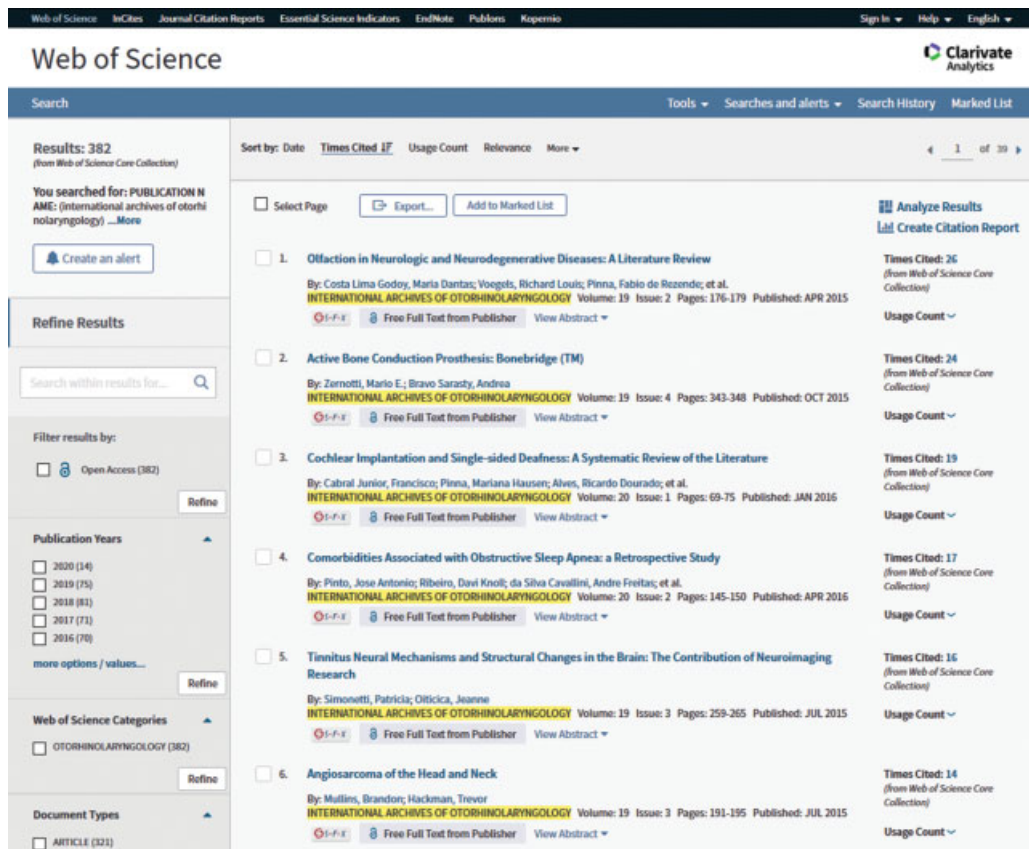 Web of Science InCites Journal Citation Reports Essential Science Indicators EndNote Publons Kopernio Sign In Help English
Web of Science
Clarivate
Analytics
Search Tools Searches and alerts Search History Marked List
Results: 382
(from Web of Science Core Collection)
You searched for: PUBLICATION N
AME: (international archives of otorhi
nolaryngology) ...More
Create an alert
Refine Results
Search within results for...
Filter results by:
Open Access (382)
Refine
Publication Years
2020 (14)
2019 (75)
2018 (81)
2017 (71)
2016 (70)
more options / values...
Refine
Web of Science Categories
OTORHINOLARYNGOLOGY (382)
Refine
Document Types
ARTICLE (321)
Sort by: Date Times Cited Usage Count Relevance More
1 of 39
Select Page Export... Add to Marked List
Analyze Results
Create Citation Report
1. Olfaction in Neurologic and Neurodegenerative Diseases: A Literature Review
By: Costa Lima Godoy, Maria Dantas; Voegels, Richard Louis; Pinna, Fabio de Rezende; et al.
INTERNATIONAL ARCHIVES OF OTORHINOLARYNGOLOGY Volume: 19 Issue: 2 Pages: 176-179 Published: APR 2015
S-F-X Free Full Text from Publisher View Abstract
Times Cited: 26
(from Web of Science Core
Collection)
Usage Count
2. Active Bone Conduction Prosthesis: Bonebridge (TM)
By: Zernotti, Mario E.; Bravo Sarasty, Andrea
INTERNATIONAL ARCHIVES OF OTORHINOLARYNGOLOGY Volume: 19 Issue: 4 Pages: 343-348 Published: OCT 2015
S-F-X Free Full Text from Publisher View Abstract
Times Cited: 24
(from Web of Science Core
Collection)
Usage Count
3. Cochlear Implantation and Single-sided Deafness: A Systematic Review of the Literature
By: Cabral Junior, Francisco; Pinna, Mariana Hausen; Alves, Ricardo Dourado; et al.
INTERNATIONAL ARCHIVES OF OTORHINOLARYNGOLOGY Volume: 20 Issue: 1 Pages: 69-75 Published: JAN 2016
S-F-X Free Full Text from Publisher View Abstract
Times Cited: 19
(from Web of Science Core
Collection)
Usage Count
4. Comorbidities Associated with Obstructive Sleep Apnea: a Retrospective Study
By: Pinto, Jose Antonio; Ribeiro, Davi Knoll; da Silva Cavallini, Andre Freitas; et al.
INTERNATIONAL ARCHIVES OF OTORHINOLARYNGOLOGY Volume: 20 Issue: 2 Pages: 145-150 Published: APR 2016
S-F-X Free Full Text from Publisher View Abstract
Times Cited: 17
(from Web of Science Core
Collection)
Usage Count
5. Tinnitus Neural Mechanisms and Structural Changes in the Brain: The Contribution of Neuroimaging
Research
By: Simonetti, Patricia; Oiticica, Jeanne
INTERNATIONAL ARCHIVES OF OTORHINOLARYNGOLOGY Volume: 19 Issue: 3 Pages: 259-265 Published: JUL 2015
S-F-X Free Full Text from Publisher View Abstract
Times Cited: 16
(from Web of Science Core
Collection)
Usage Count
6. Angiosarcoma of the Head and Neck
By: Mullins, Brandon; Hackman, Trevor
INTERNATIONAL ARCHIVES OF OTORHINOLARYNGOLOGY Volume: 19 Issue: 3 Pages: 191-195 Published: JUL 2015
S-F-X Free Full Text from Publisher View Abstract
Times Cited: 14
(from Web of Science Core
Collection)
Usage Count